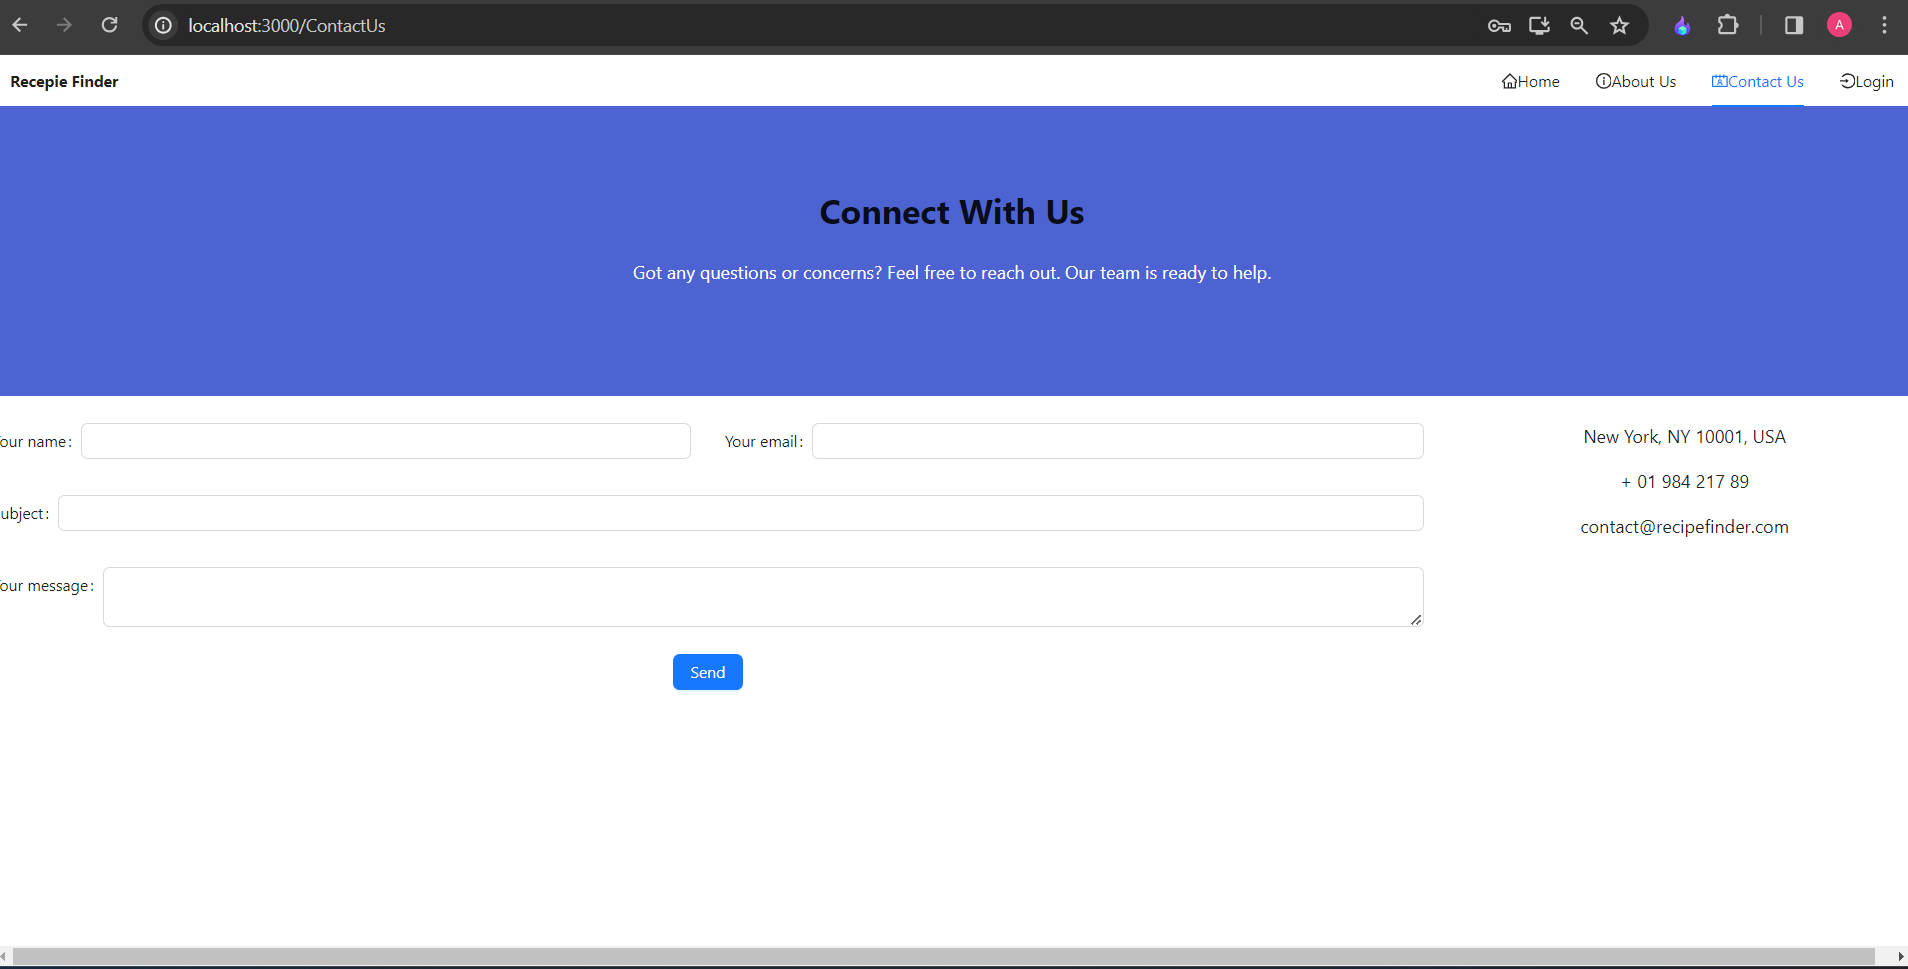 localhost:3000/ContactUs
A
Recepie Finder
Home About Us Contact Us Login
Connect With Us
Got any questions or concerns? Feel free to reach out. Our team is ready to help.
our name: Your email:
New York, NY 10001, USA
+ 01 984 217 89
ubject:
contact@recipefinder.com
our message:
Send